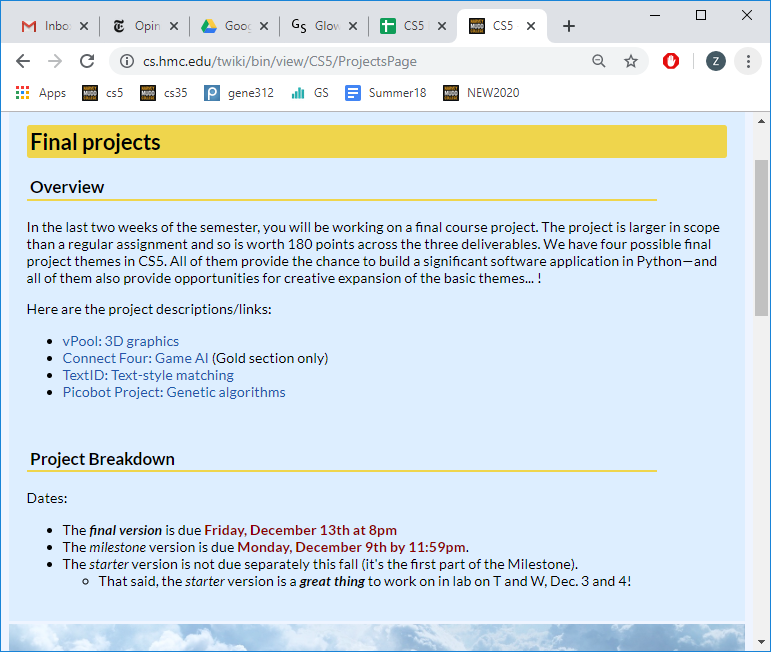 Inbo
Opin
Goog
GS Glow
CS5
CS5
cs.hmc.edu/twiki/bin/view/CS5/ProjectsPage
Z
Apps cs5 cs35 gene312 GS Summer18 NEW2020
Final projects
Overview
In the last two weeks of the semester, you will be working on a final course project. The project is larger in scope
than a regular assignment and so is worth 180 points across the three deliverables. We have four possible final
project themes in CS5. All of them provide the chance to build a significant software application in Python—and
all of them also provide opportunities for creative expansion of the basic themes... !
Here are the project descriptions/links:
vPool: 3D graphics
Connect Four: Game AI (Gold section only)
TextID: Text-style matching
Picobot Project: Genetic algorithms
Project Breakdown
Dates:
The final version is due Friday, December 13th at 8pm
The milestone version is due Monday, December 9th by 11:59pm.
The starter version is not due separately this fall (it's the first part of the Milestone).
That said, the starter version is a great thing to work on in lab on T and W, Dec. 3 and 4!